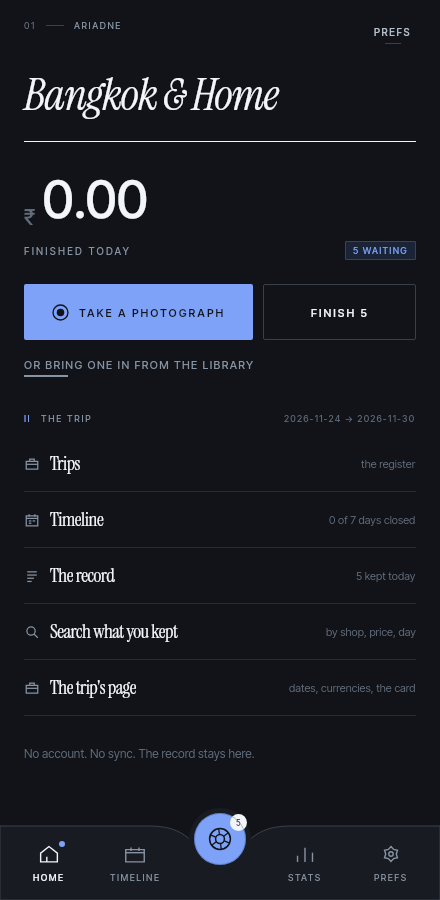 01 — ARIADNE
PREFS
Bangkok & Home
₹ 0.00
FINISHED TODAY
5 WAITING
TAKE A PHOTOGRAPH
FINISH 5
OR BRING ONE IN FROM THE LIBRARY
II THE TRIP
2026-11-24 → 2026-11-30
Trips
the register
Timeline
0 of 7 days closed
The record
5 kept today
Search what you kept
by shop, price, day
The trip's page
dates, currencies, the card
No account. No sync. The record stays here.
5
HOME
TIMELINE
STATS
PREFS